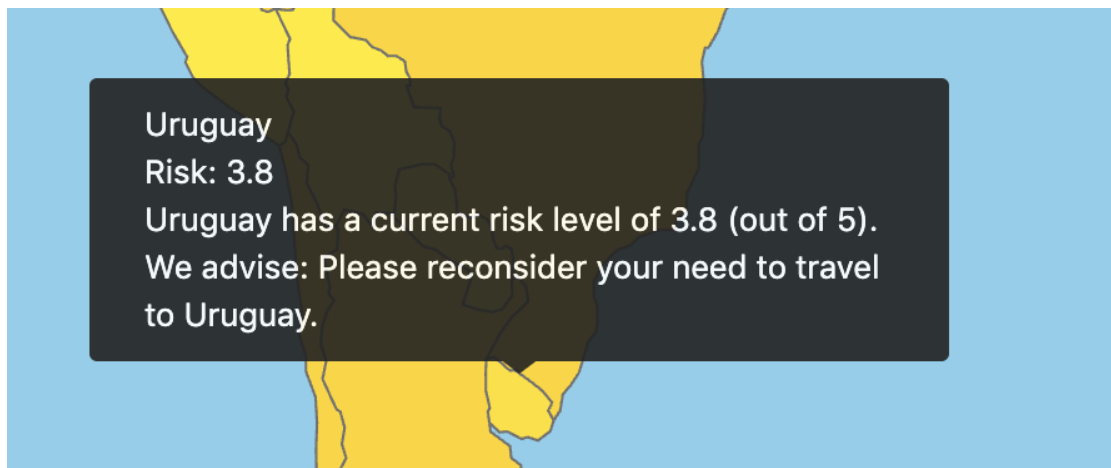 Uruguay
Risk: 3.8
Uruguay has a current risk level of 3.8 (out of 5).
We advise: Please reconsider your need to travel
to Uruguay.